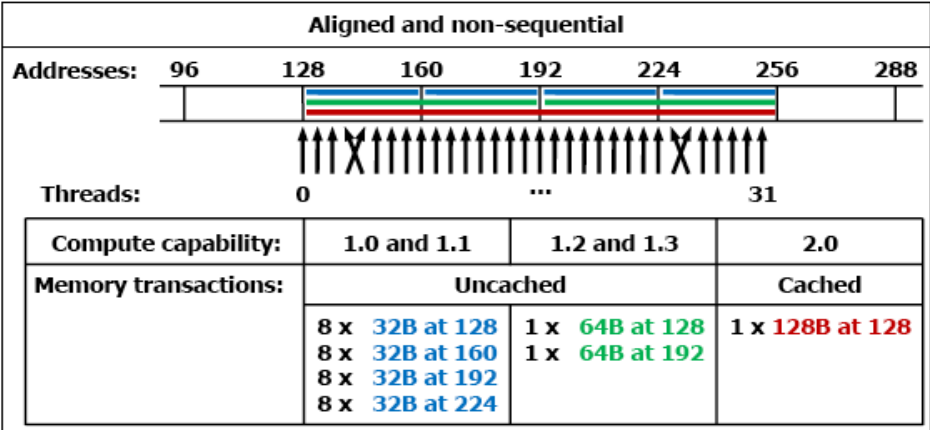 Aligned and non-sequential
Addresses: 96 128 160 192 224 256 288
Threads: 0 ... 31
Compute capability: 1.0 and 1.1 1.2 and 1.3 2.0
Memory transactions: Uncached Cached
8 x 32B at 128 1 x 64B at 128 1 x 128B at 128
8 x 32B at 160 1 x 64B at 192
8 x 32B at 192
8 x 32B at 224